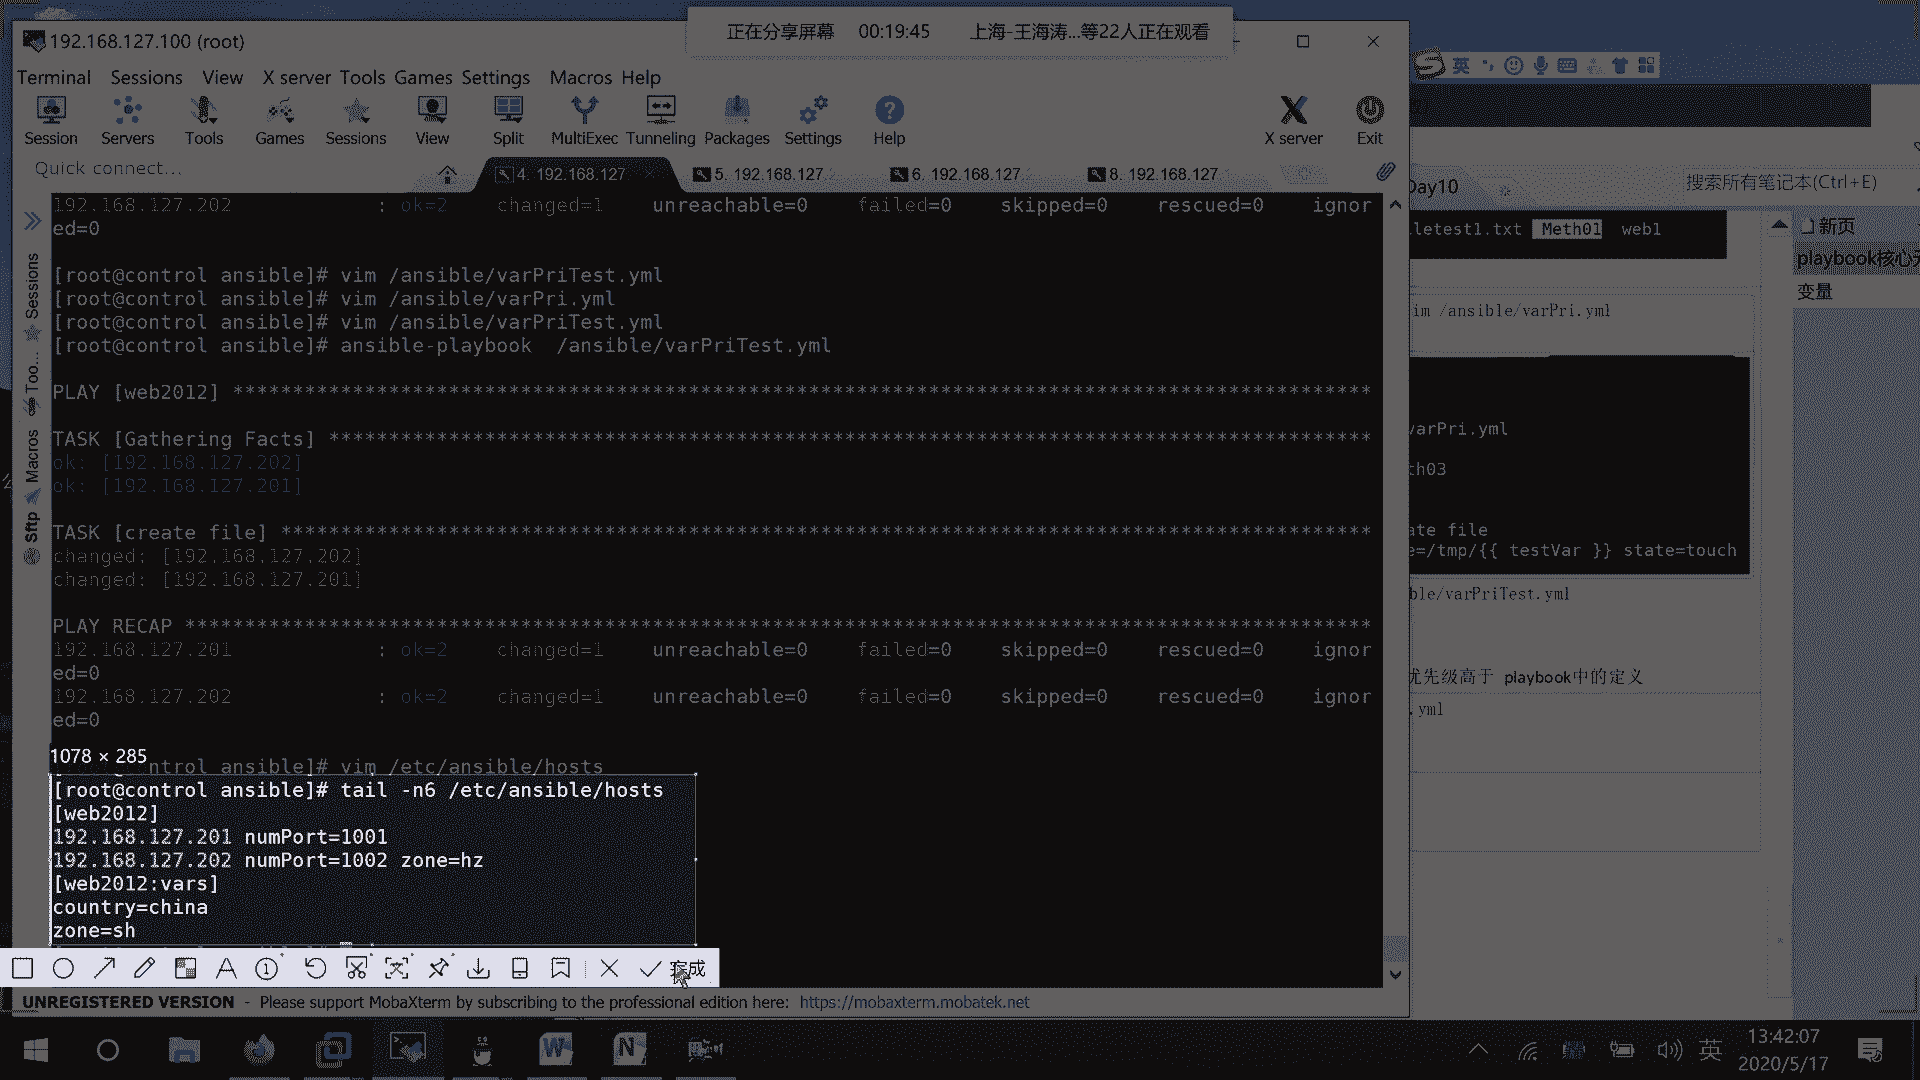 正在分享屏幕 00:19:45 上海-王海涛...等22人正在观看
192.168.127.100 (root)
Terminal Sessions View X server Tools Games Settings Macros Help
Session Servers Tools Games Sessions View Split MultiExec Tunneling Packages Settings Help X server Exit
Quick connect...
4. 192.168.127 5. 192.168.127. 6. 192.168.127. 8. 192.168.127.
192.168.127.202 : ok=2 changed=1 unreachable=0 failed=0 skipped=0 rescued=0 ignor
ed=0
[root@control ansible]# vim /ansible/varPriTest.yml
[root@control ansible]# vim /ansible/varPri.yml
[root@control ansible]# vim /ansible/varPriTest.yml
[root@control ansible]# ansible-playbook /ansible/varPriTest.yml
PLAY [web2012] ***********************************************************************************************
TASK [Gathering Facts] ***************************************************************************************
ok: [192.168.127.202]
ok: [192.168.127.201]
TASK [create file] *******************************************************************************************
changed: [192.168.127.202]
changed: [192.168.127.201]
PLAY RECAP ***************************************************************************************************
192.168.127.201 : ok=2 changed=1 unreachable=0 failed=0 skipped=0 rescued=0 ignor
ed=0
192.168.127.202 : ok=2 changed=1 unreachable=0 failed=0 skipped=0 rescued=0 ignor
ed=0
1078 × 285
ntrol ansible]# vim /etc/ansible/hosts
[root@control ansible]# tail -n6 /etc/ansible/hosts
[web2012]
192.168.127.201 numPort=1001
192.168.127.202 numPort=1002 zone=hz
[web2012:vars]
country=china
zone=sh
完成
UNREGISTERED VERSION - Please support MobaXterm by subscribing to the professional edition here: https://mobaxterm.mobatek.net
Sessions
Too...
Macros
Sftp
英
Day10
搜索所有笔记本(Ctrl+E)
letest1.txt Meth01 web1
新页
playbook核心元
变量
im /ansible/varPri.yml
varPri.yml
th03
ate file
e=/tmp/{{ testVar }} state=touch
ble/varPriTest.yml
优先级高于 playbook中的定义
.yml
英
13:42:07
2020/5/17